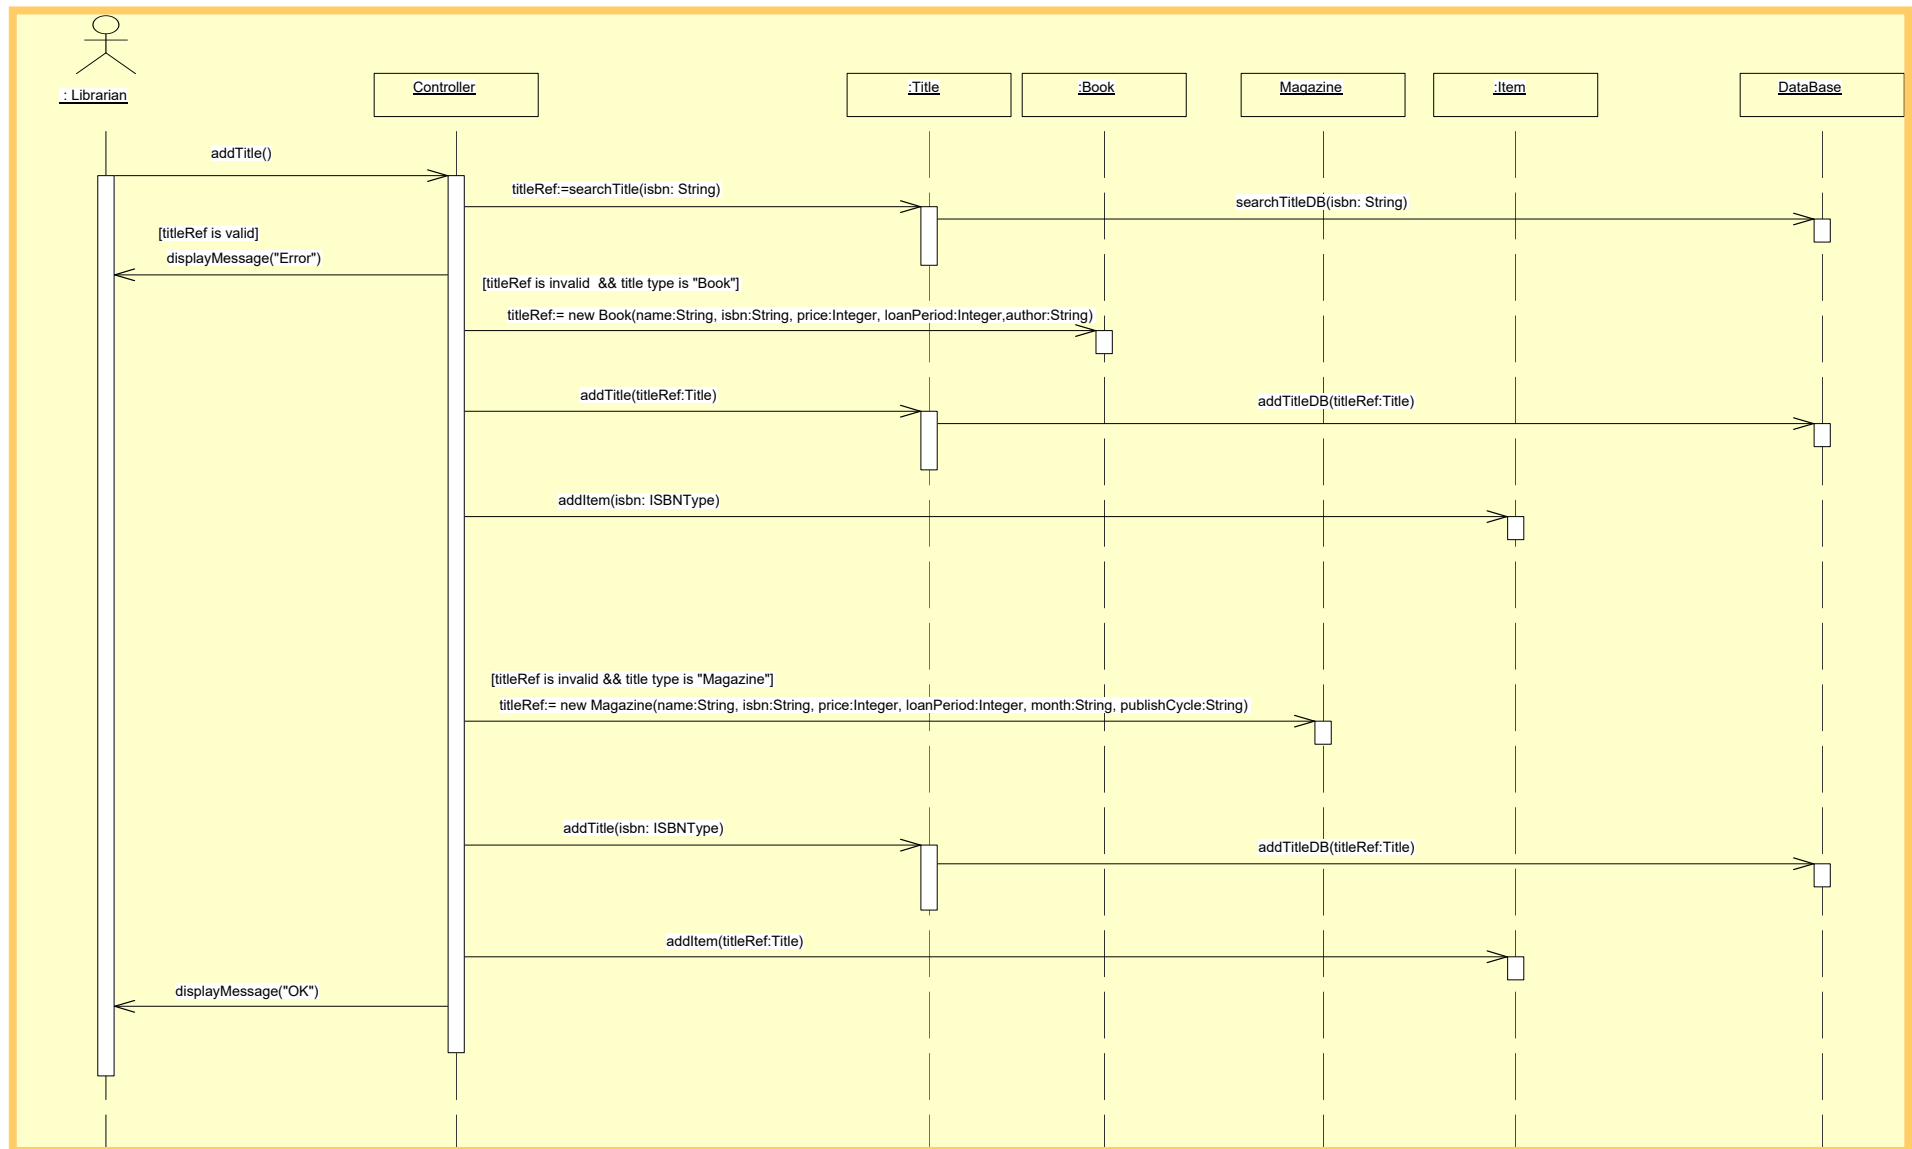 : Librarian
Controller
:Title
:Book
Magazine
:Item
DataBase
addTitle()
titleRef:=searchTitle(isbn: String)
searchTitleDB(isbn: String)
[titleRef is valid]
displayMessage("Error")
[titleRef is invalid  && title type is "Book"]
titleRef:= new Book(name:String, isbn:String, price:Integer, loanPeriod:Integer,author:String)
addTitle(titleRef:Title)
addTitleDB(titleRef:Title)
addItem(isbn: ISBNType)
[titleRef is invalid && title type is "Magazine"]
titleRef:= new Magazine(name:String, isbn:String, price:Integer, loanPeriod:Integer, month:String, publishCycle:String)
addTitle(isbn: ISBNType)
addTitleDB(titleRef:Title)
addItem(titleRef:Title)
displayMessage("OK")